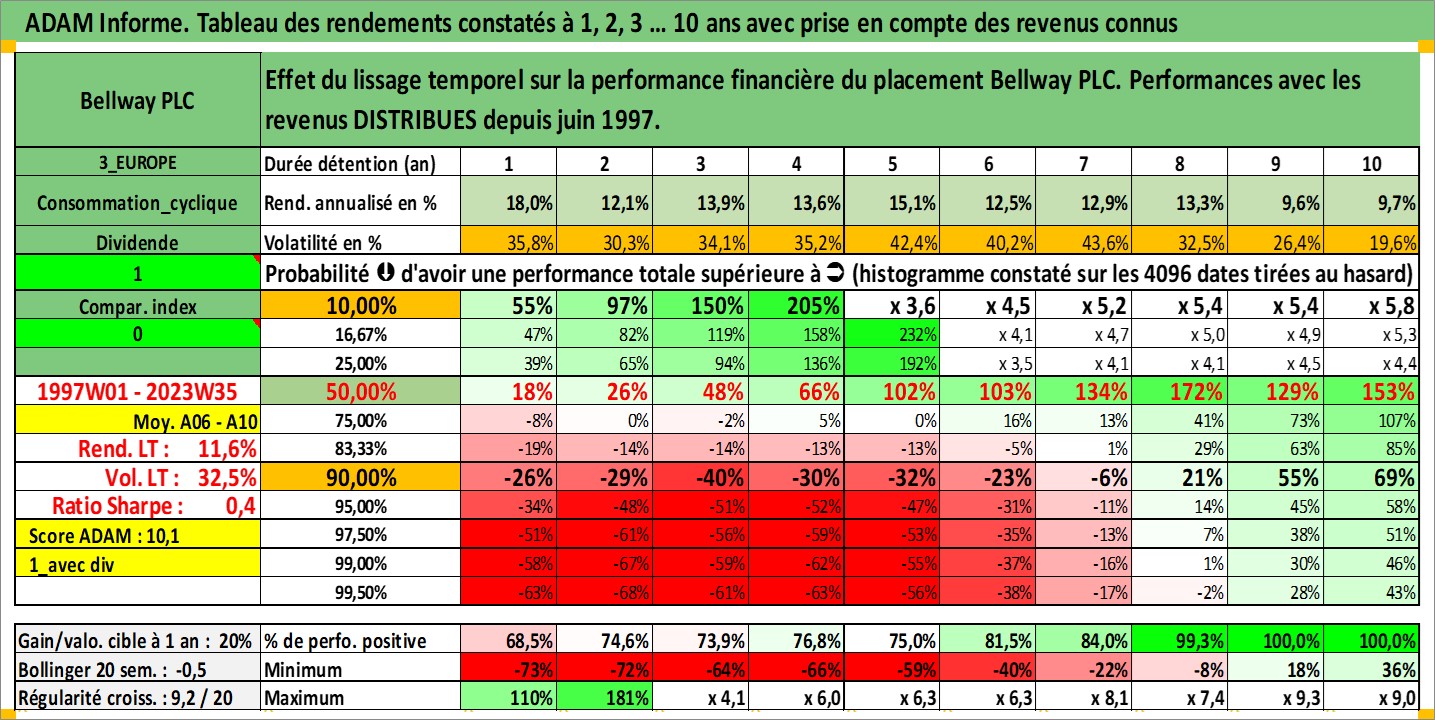 ADAM Informe. Tableau des rendements constatés à 1, 2, 3 ... 10 ans avec prise en compte des revenus connus
Bellway PLC
Effet du lissage temporel sur la performance financière du placement Bellway PLC. Performances avec les
revenus DISTRIBUES depuis juin 1997.
3_EUROPE Durée détention (an) 1 2 3 4 5 6 7 8 9 10
Consommation_cyclique Rend. annualisé en % 18,0% 12,1% 13,9% 13,6% 15,1% 12,5% 12,9% 13,3% 9,6% 9,7%
Dividende Volatilité en % 35,8% 30,3% 34,1% 35,2% 42,4% 40,2% 43,6% 32,5% 26,4% 19,6%
1 Probabilité 🡇 d'avoir une performance totale supérieure à ➲ (histogramme constaté sur les 4096 dates tirées au hasard)
Compar. index 10,00% 55% 97% 150% 205% x 3,6 x 4,5 x 5,2 x 5,4 x 5,4 x 5,8
0 16,67% 47% 82% 119% 158% 232% x 4,1 x 4,7 x 5,0 x 4,9 x 5,3
25,00% 39% 65% 94% 136% 192% x 3,5 x 4,1 x 4,1 x 4,5 x 4,4
1997W01 - 2023W35 50,00% 18% 26% 48% 66% 102% 103% 134% 172% 129% 153%
Moy. A06 - A10 75,00% -8% 0% -2% 5% 0% 16% 13% 41% 73% 107%
Rend. LT : 11,6% 83,33% -19% -14% -14% -13% -13% -5% 1% 29% 63% 85%
Vol. LT : 32,5% 90,00% -26% -29% -40% -30% -32% -23% -6% 21% 55% 69%
Ratio Sharpe : 0,4 95,00% -34% -48% -51% -52% -47% -31% -11% 14% 45% 58%
Score ADAM : 10,1 97,50% -51% -61% -56% -59% -53% -35% -13% 7% 38% 51%
1_avec div 99,00% -58% -67% -59% -62% -55% -37% -16% 1% 30% 46%
99,50% -63% -68% -61% -63% -56% -38% -17% -2% 28% 43%
Gain/valo. cible à 1 an : 20% % de perfo. positive 68,5% 74,6% 73,9% 76,8% 75,0% 81,5% 84,0% 99,3% 100,0% 100,0%
Bollinger 20 sem. : -0,5 Minimum -73% -72% -64% -66% -59% -40% -22% -8% 18% 36%
Régularité croiss. : 9,2 / 20 Maximum 110% 181% x 4,1 x 6,0 x 6,3 x 6,3 x 8,1 x 7,4 x 9,3 x 9,0